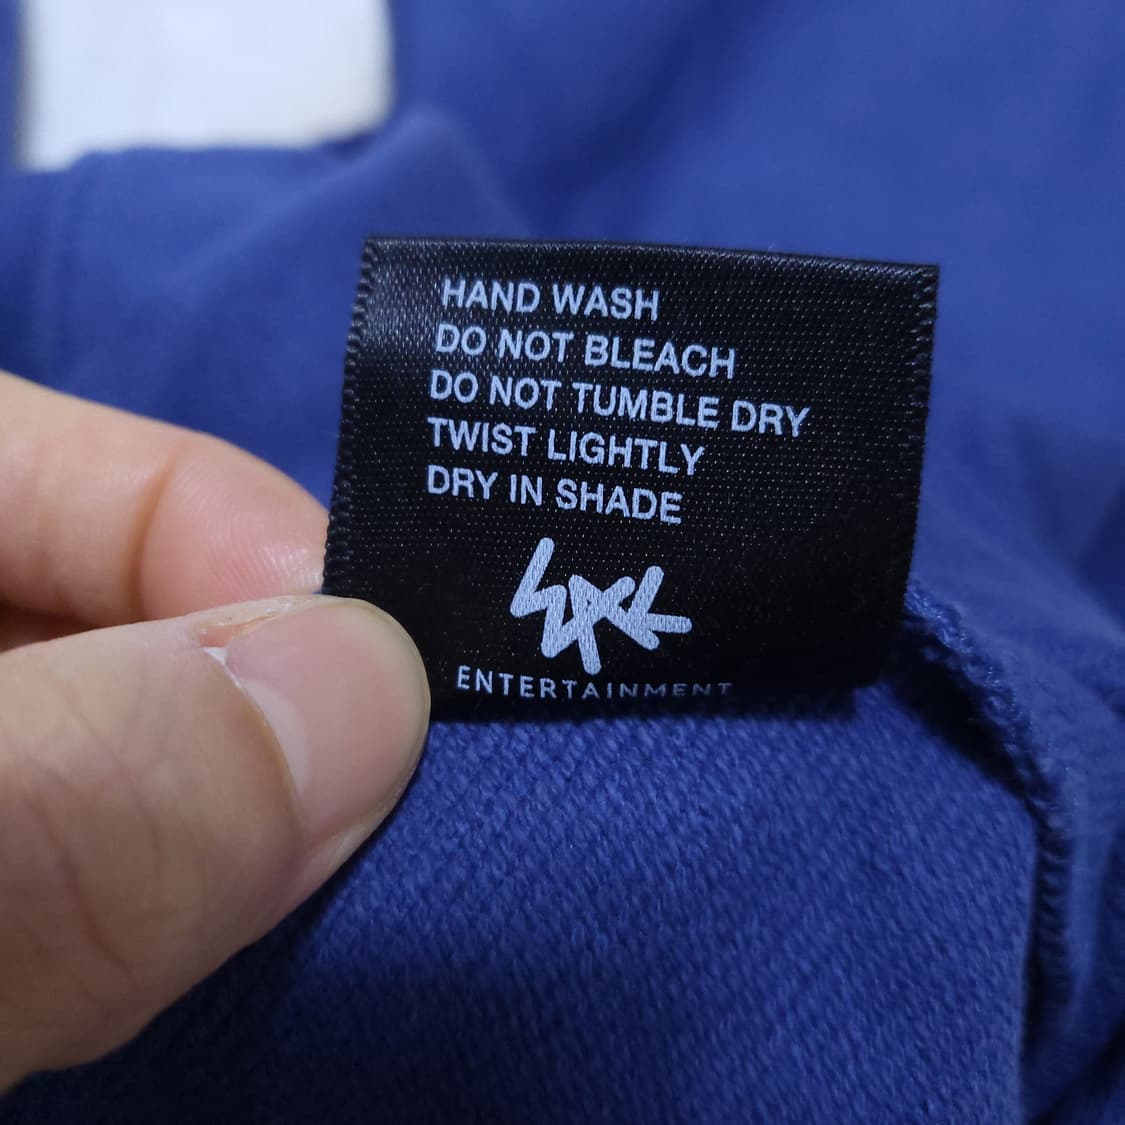 HAND WASH
DO NOT BLEACH
DO NOT TUMBLE DRY
TWIST LIGHTLY
DRY IN SHADE
ENTERTAINMENT